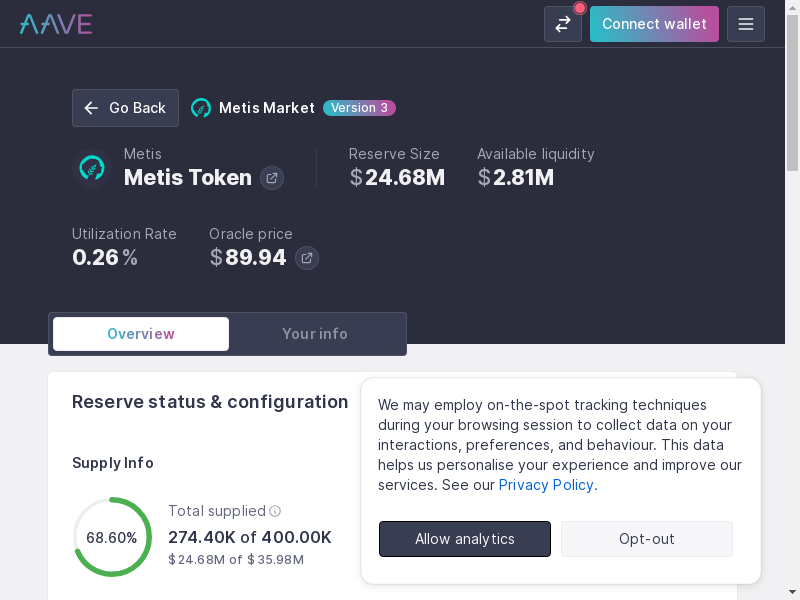 AAVE
Connect wallet
Go Back
Metis Market
Version 3
Metis
Metis Token
Reserve Size
$24.68M
Available liquidity
$2.81M
Utilization Rate
0.26%
Oracle price
$89.94
Overview
Your info
Reserve status & configuration
Supply Info
68.60%
Total supplied
274.40K of 400.00K
$24.68M of $35.98M
We may employ on-the-spot tracking techniques
during your browsing session to collect data on your
interactions, preferences, and behaviour. This data
helps us personalise your experience and improve our
services. See our Privacy Policy.
Allow analytics
Opt-out